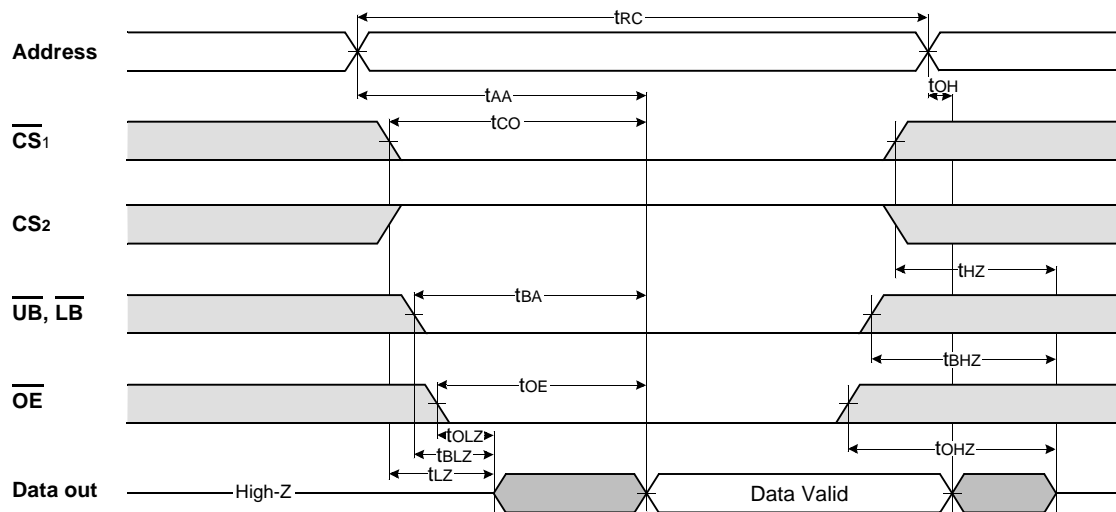 tRC
Address
tOH
tAA
tCO
CS1
CS2
tHZ
tBA
UB, LB
tBHZ
tOE
OE
tOLZ
tBLZ
tOHZ
tLZ
Data out
High-Z
Data Valid